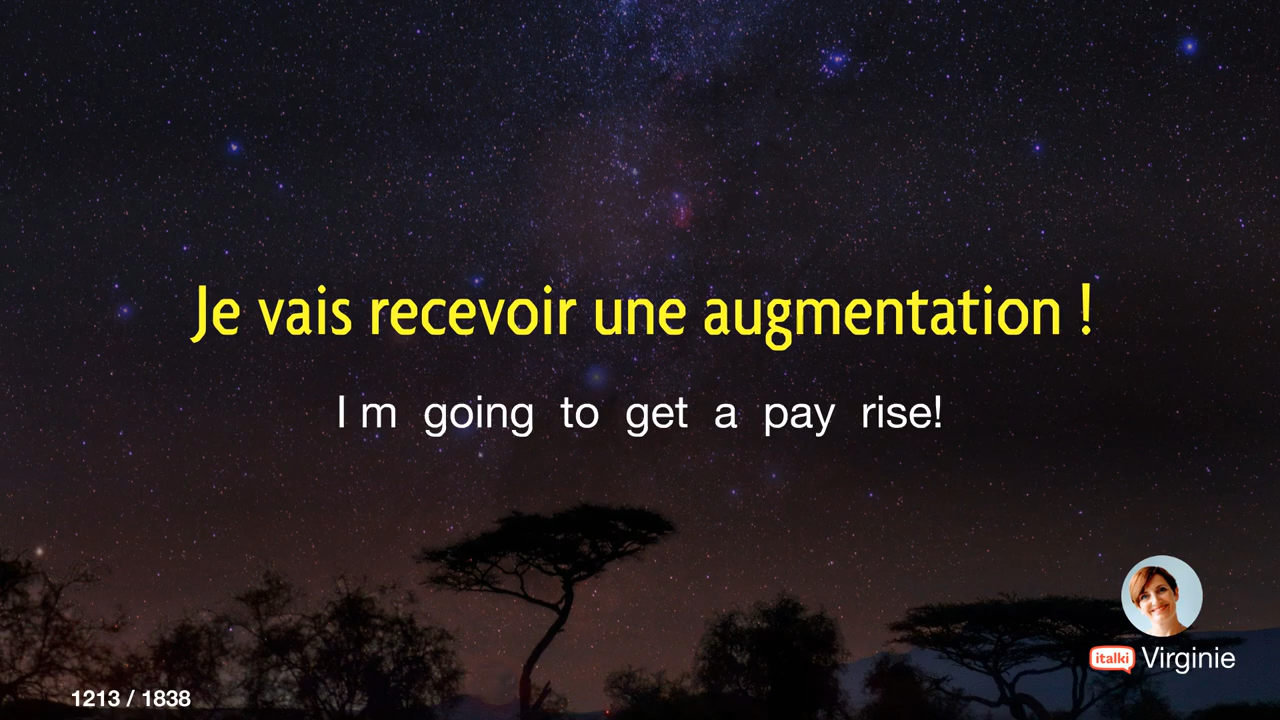 Je vais recevoir une augmentation !
I m going to get a pay rise!
italki Virginie
1213 / 1838